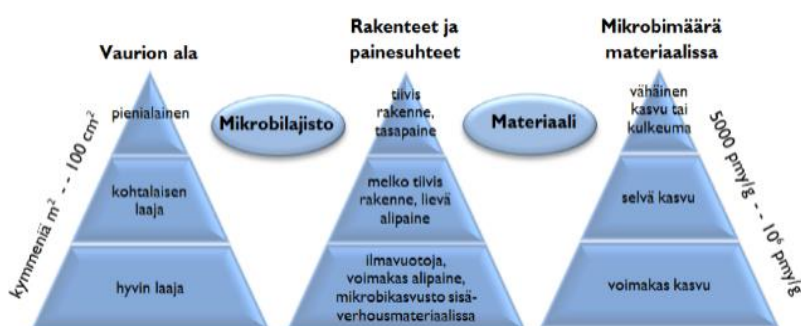 Vaurion ala
pienialainen
kohtalaisen
laaja
hyvin laaja
kymmeniä m² - - 100 cm²
Mikrobilajisto
Rakenteet ja
painesuhteet
tiivis
rakenne,
tasapaine
melko tiivis
rakenne, lievä
alipaine
ilmavuotoja,
voimakas alipaine,
mikrobikasvusto sisä-
verhousmateriaalissa
Materiaali
Mikrobimäärä
materiaalissa
vähäinen
kasvu tai
kulkeuma
selvä kasvu
voimakas kasvu
5000 pmy/g - - 10⁶ pmy/g